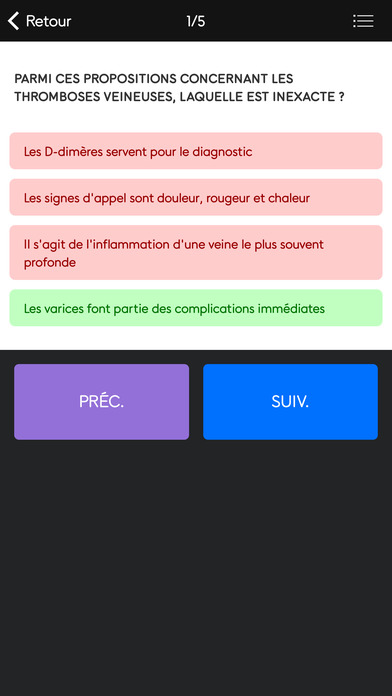 Retour
1/5
PARMI CES PROPOSITIONS CONCERNANT LES
THROMBOSES VEINEUSES, LAQUELLE EST INEXACTE ?
Les D-dimères servent pour le diagnostic
Les signes d'appel sont douleur, rougeur et chaleur
Il s'agit de l'inflammation d'une veine le plus souvent
profonde
Les varices font partie des complications immédiates
PRÉC.
SUIV.